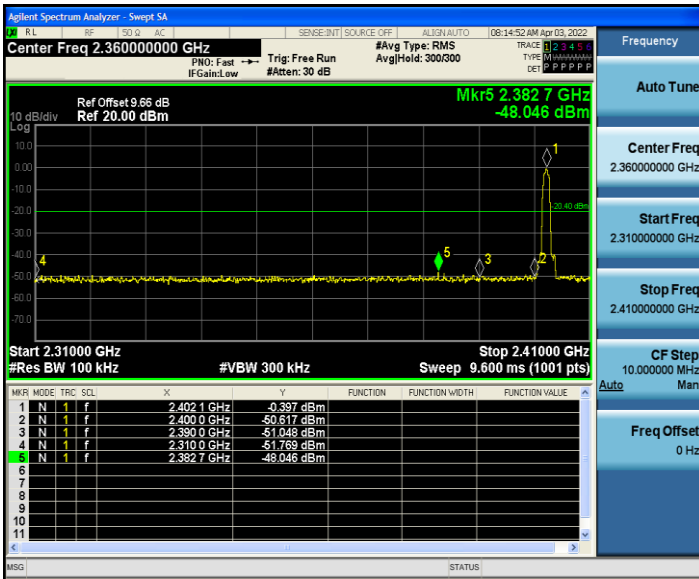 Agilent Spectrum Analyzer - Swept SA
LXI RL RF 50 Ω AC SENSE:INT SOURCE OFF ALIGN AUTO 08:14:52 AM Apr 03, 2022
Center Freq 2.360000000 GHz #Avg Type: RMS TRACE 1 2 3 4 5 6
PNO: Fast Trig: Free Run Avg|Hold: 300/300 TYPE M
IFGain:Low #Atten: 30 dB DET P P P P P P
Mkr5 2.382 7 GHz
-48.046 dBm
Ref Offset 9.66 dB
10 dB/div Ref 20.00 dBm
Log
10.0
0.00
-10.0
-20.0
-30.0
-40.0
-50.0
-60.0
-70.0
1
-20.40 dBm
4
5
3
2
Start 2.31000 GHz Stop 2.41000 GHz
#Res BW 100 kHz #VBW 300 kHz Sweep 9.600 ms (1001 pts)
MKR MODE TRC SCL X Y FUNCTION FUNCTION WIDTH FUNCTION VALUE
1 N 1 f 2.402 1 GHz -0.397 dBm
2 N 1 f 2.400 0 GHz -50.617 dBm
3 N 1 f 2.390 0 GHz -51.048 dBm
4 N 1 f 2.310 0 GHz -51.769 dBm
5 N 1 f 2.382 7 GHz -48.046 dBm
6
7
8
9
10
11
MSG STATUS
Frequency
Auto Tune
Center Freq
2.360000000 GHz
Start Freq
2.310000000 GHz
Stop Freq
2.410000000 GHz
CF Step
10.000000 MHz
Auto Man
Freq Offset
0 Hz